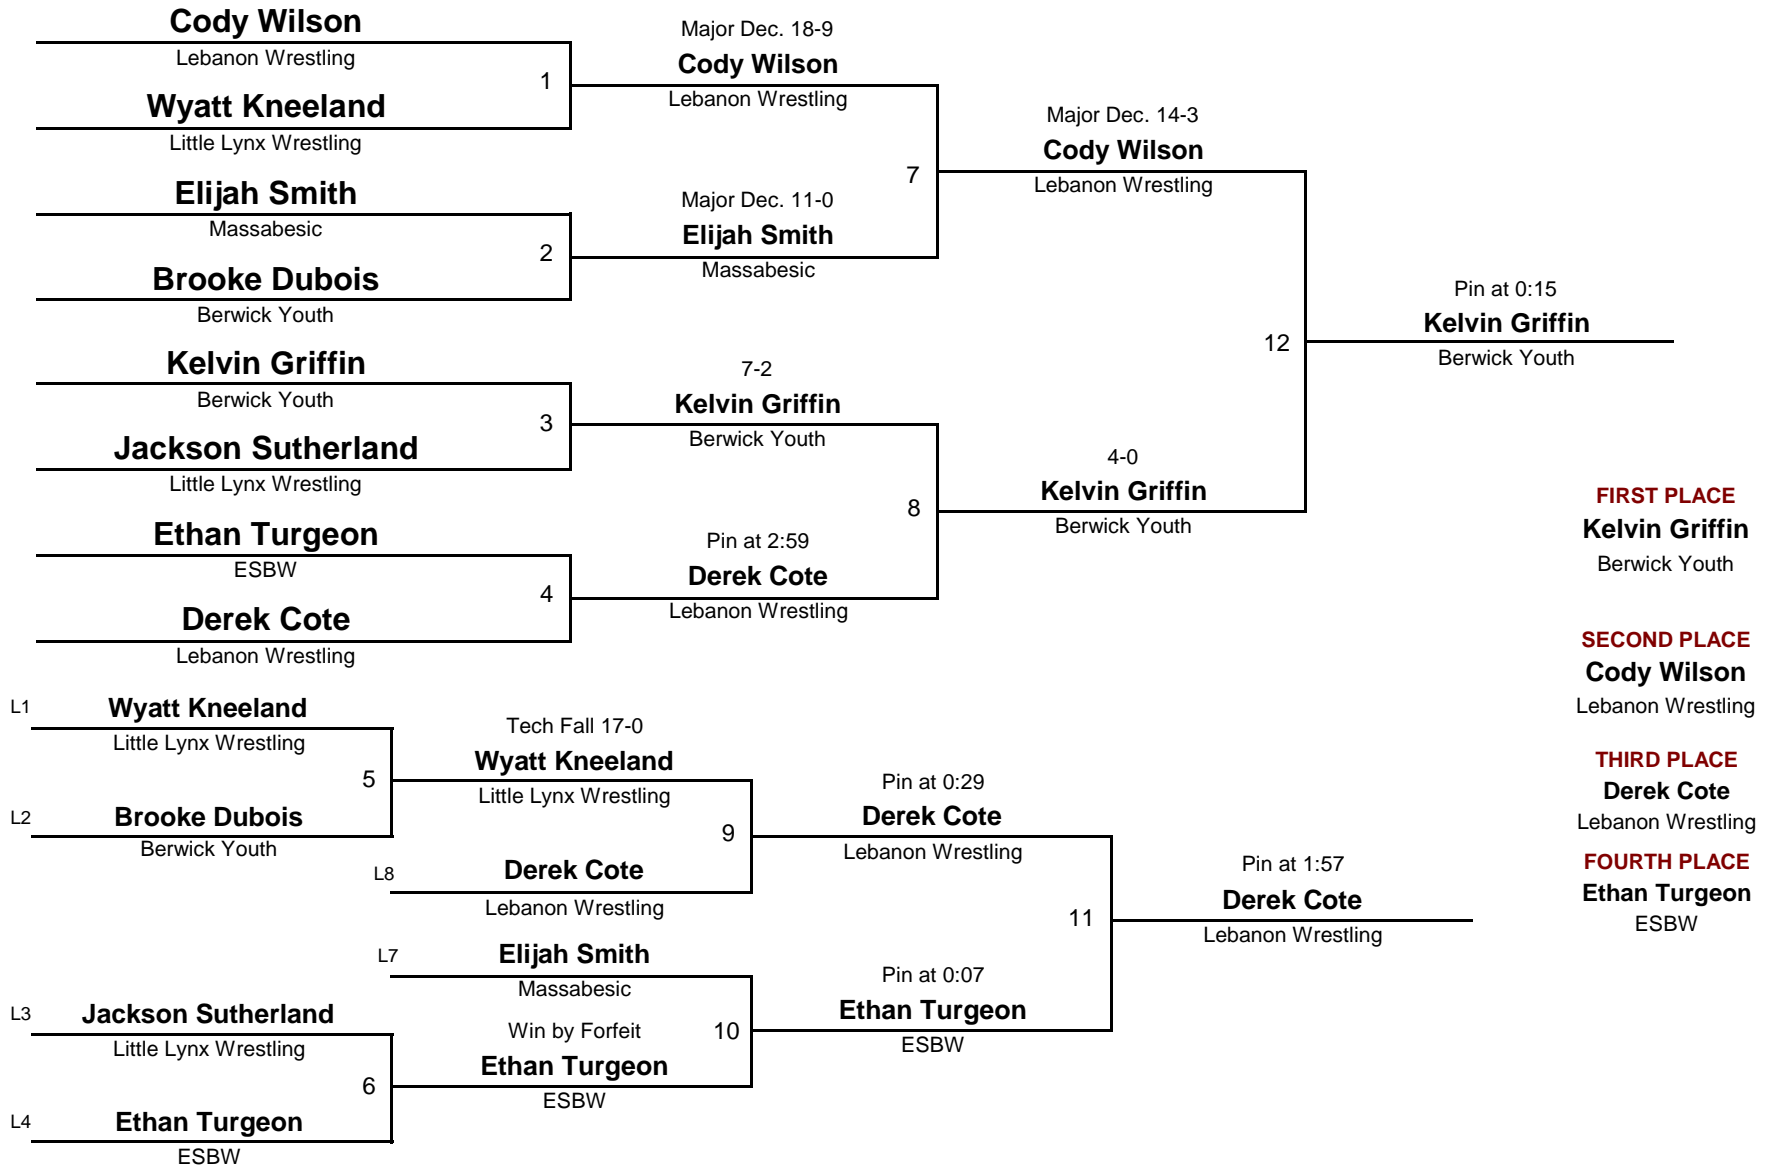 Cody Wilson
Lebanon Wrestling
1
Wyatt Kneeland
Little Lynx Wrestling
Elijah Smith
Massabesic
2
Brooke Dubois
Berwick Youth
Kelvin Griffin
Berwick Youth
3
Jackson Sutherland
Little Lynx Wrestling
Ethan Turgeon
ESBW
4
Derek Cote
Lebanon Wrestling
Major Dec. 18-9
Cody Wilson
Lebanon Wrestling
7
Major Dec. 11-0
Elijah Smith
Massabesic
7-2
Kelvin Griffin
Berwick Youth
8
Pin at 2:59
Derek Cote
Lebanon Wrestling
Major Dec. 14-3
Cody Wilson
Lebanon Wrestling
12
4-0
Kelvin Griffin
Berwick Youth
Pin at 0:15
Kelvin Griffin
Berwick Youth
FIRST PLACE
Kelvin Griffin
Berwick Youth
SECOND PLACE
Cody Wilson
Lebanon Wrestling
THIRD PLACE
Derek Cote
Lebanon Wrestling
FOURTH PLACE
Ethan Turgeon
ESBW
L1
Wyatt Kneeland
Little Lynx Wrestling
5
L2
Brooke Dubois
Berwick Youth
L3
Jackson Sutherland
Little Lynx Wrestling
6
L4
Ethan Turgeon
ESBW
Tech Fall 17-0
Wyatt Kneeland
Little Lynx Wrestling
9
L8
Derek Cote
Lebanon Wrestling
L7
Elijah Smith
Massabesic
10
Win by Forfeit
Ethan Turgeon
ESBW
Pin at 0:29
Derek Cote
Lebanon Wrestling
11
Pin at 0:07
Ethan Turgeon
ESBW
Pin at 1:57
Derek Cote
Lebanon Wrestling